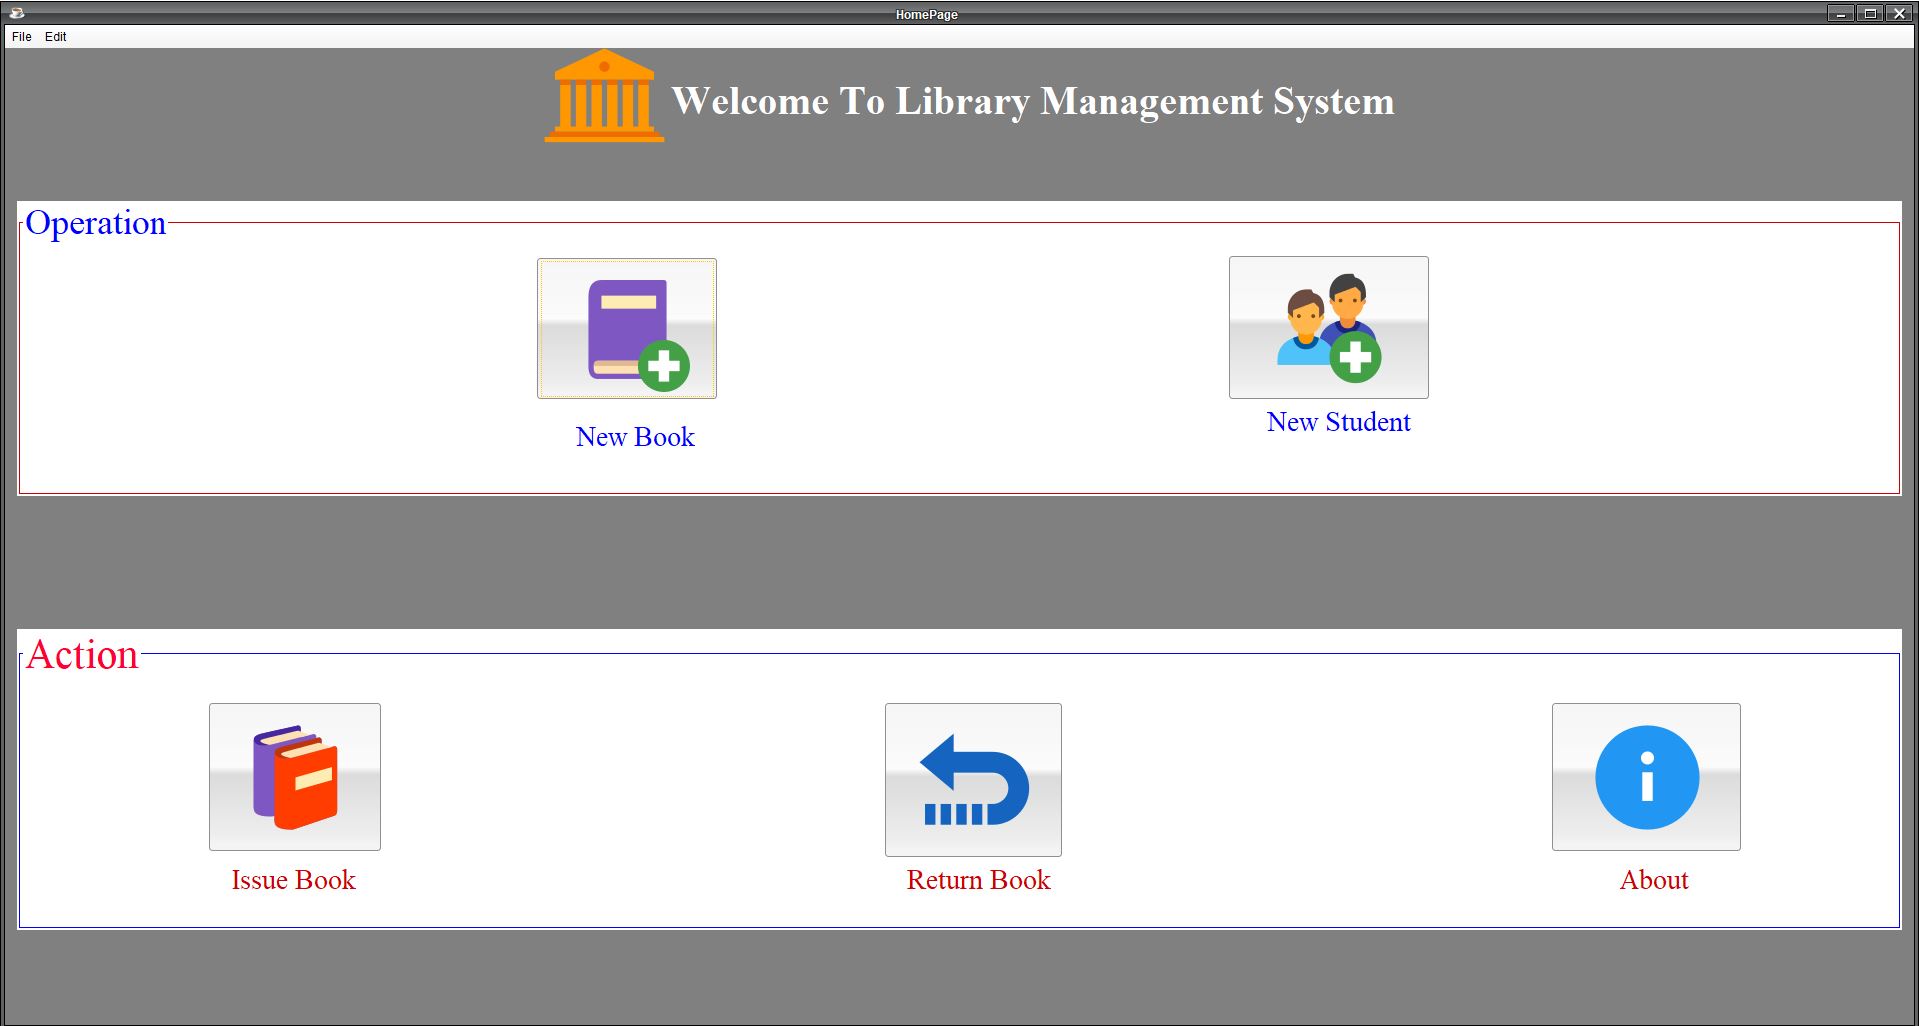 HomePage
File Edit
Welcome To Library Management System
Operation
New Book
New Student
Action
Issue Book
Return Book
About